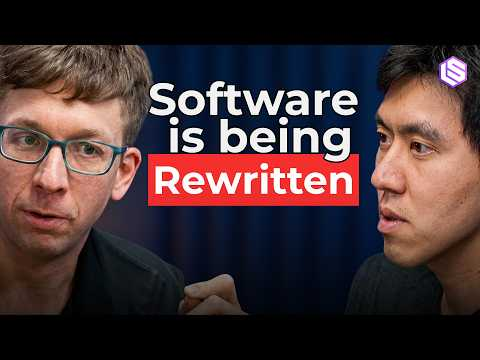 Software
is being
Rewritten